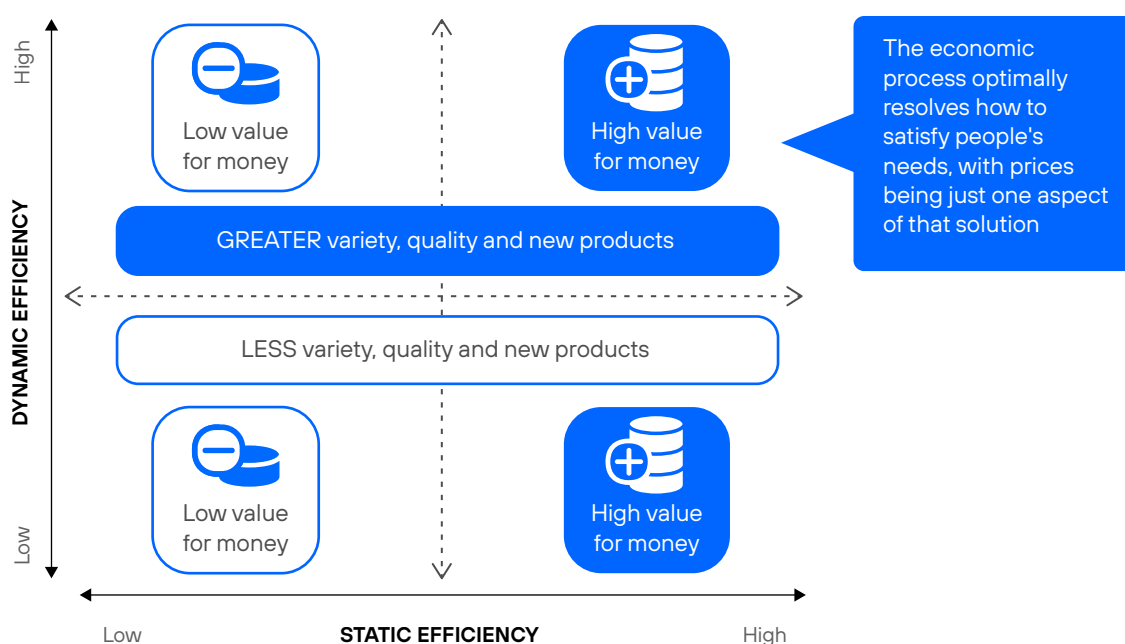 High
Low value
for money
High value
for money
The economic
process optimally
resolves how to
satisfy people's
needs, with prices
being just one aspect
of that solution
DYNAMIC EFFICIENCY
GREATER variety, quality and new products
LESS variety, quality and new products
Low value
for money
High value
for money
Low
Low
STATIC EFFICIENCY
High